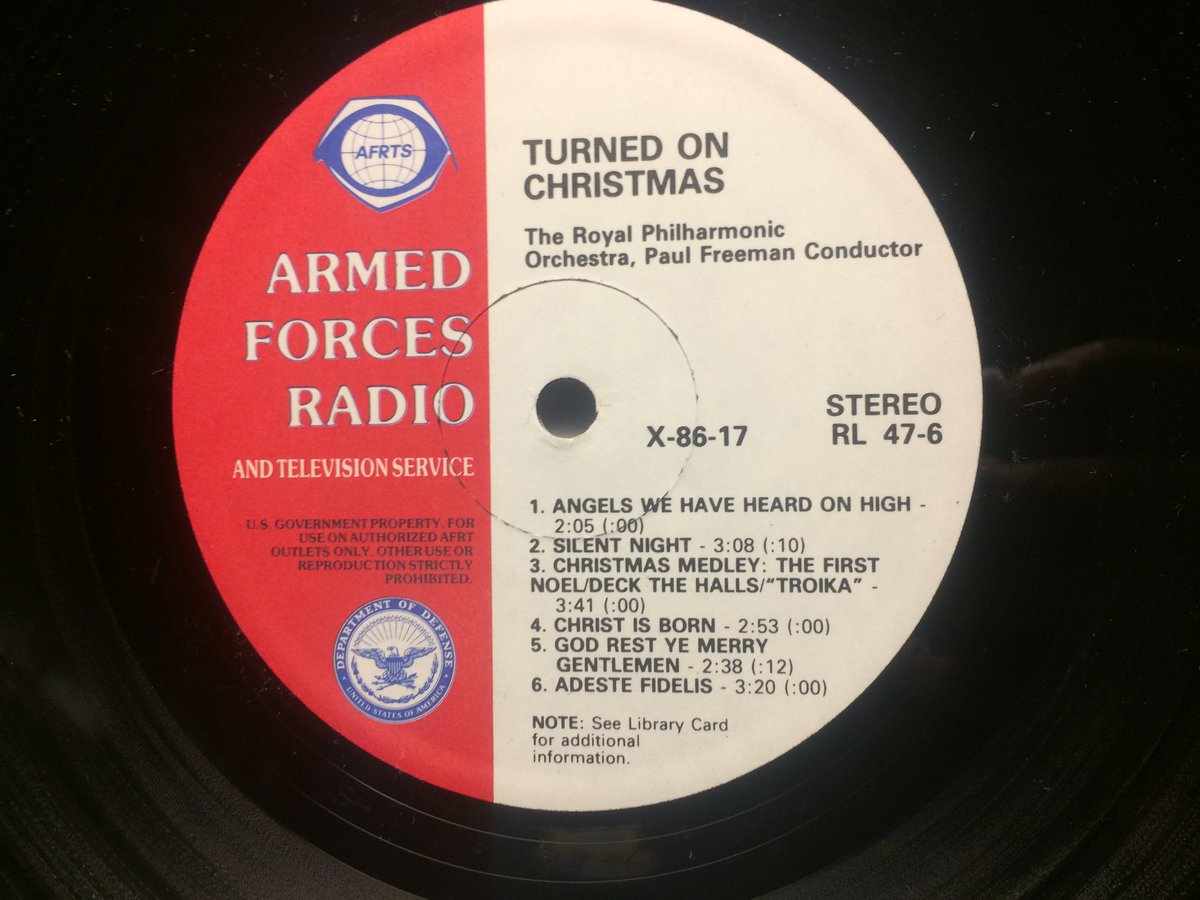 AFRTS
ARMED
FORCES
RADIO
AND TELEVISION SERVICE
U.S. GOVERNMENT PROPERTY. FOR
USE ON AUTHORIZED AFRT
OUTLETS ONLY. OTHER USE OR
REPRODUCTION STRICTLY
PROHIBITED.
DEPARTMENT OF DEFENSE
UNITED STATES OF AMERICA
TURNED ON
CHRISTMAS
The Royal Philharmonic
Orchestra, Paul Freeman Conductor
STEREO
X-86-17 RL 47-6
1. ANGELS WE HAVE HEARD ON HIGH -
2:05 (:00)
2. SILENT NIGHT - 3:08 (:10)
3. CHRISTMAS MEDLEY: THE FIRST
NOEL/DECK THE HALLS/“TROIKA” -
3:41 (:00)
4. CHRIST IS BORN - 2:53 (:00)
5. GOD REST YE MERRY
GENTLEMEN - 2:38 (:12)
6. ADESTE FIDELIS - 3:20 (:00)
NOTE: See Library Card
for additional
information.